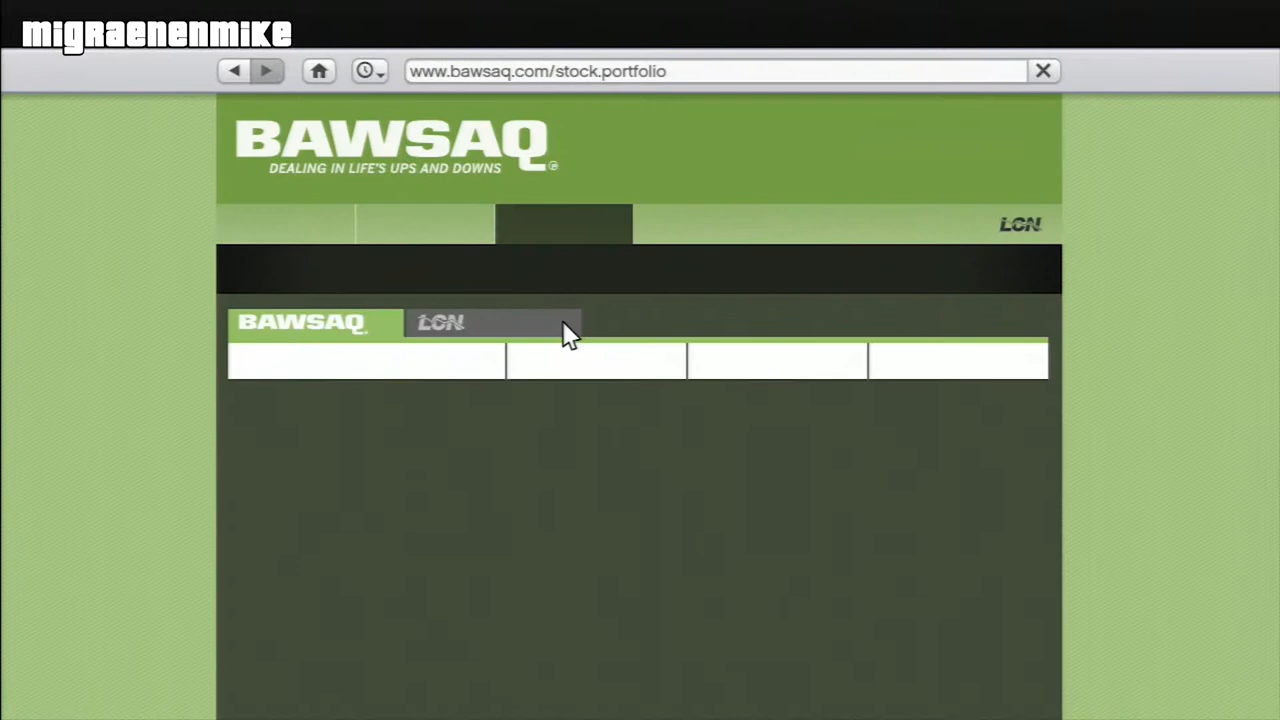 migraenenmike
www.bawsaq.com/stock.portfolio
BAWSAQ
DEALING IN LIFE'S UPS AND DOWNS
LCN
BAWSAQ
LCN